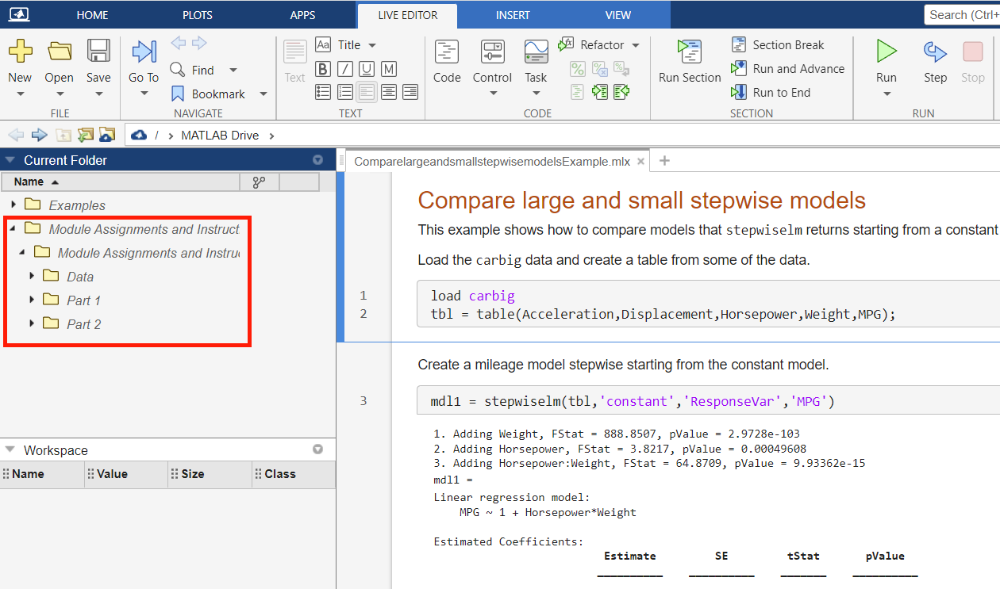 HOME PLOTS APPS LIVE EDITOR INSERT VIEW Search (Ctrl+
New Open Save Go To Find Bookmark
Text Aa Title B I U M
Code Control Task Refactor
Run Section Section Break
Run and Advance
Run to End
Run Step Stop
FILE NAVIGATE TEXT CODE SECTION RUN
/ > MATLAB Drive >
Current Folder
Name
Examples
Module Assignments and Instruct
Module Assignments and Instru
Data
Part 1
Part 2
Workspace
Name Value Size Class
ComparelargeandsmallstepwisemodelsExample.mlx × +
Compare large and small stepwise models
This example shows how to compare models that stepwiselm returns starting from a constant
Load the carbig data and create a table from some of the data.
1 load carbig
2 tbl = table(Acceleration,Displacement,Horsepower,Weight,MPG);
Create a mileage model stepwise starting from the constant model.
3 mdl1 = stepwiselm(tbl,'constant','ResponseVar','MPG')
1. Adding Weight, FStat = 888.8507, pValue = 2.9728e-103
2. Adding Horsepower, FStat = 3.8217, pValue = 0.00049608
3. Adding Horsepower:Weight, FStat = 64.8709, pValue = 9.93362e-15
mdl1 =
Linear regression model:
MPG ~ 1 + Horsepower*Weight
Estimated Coefficients:
Estimate SE tStat pValue